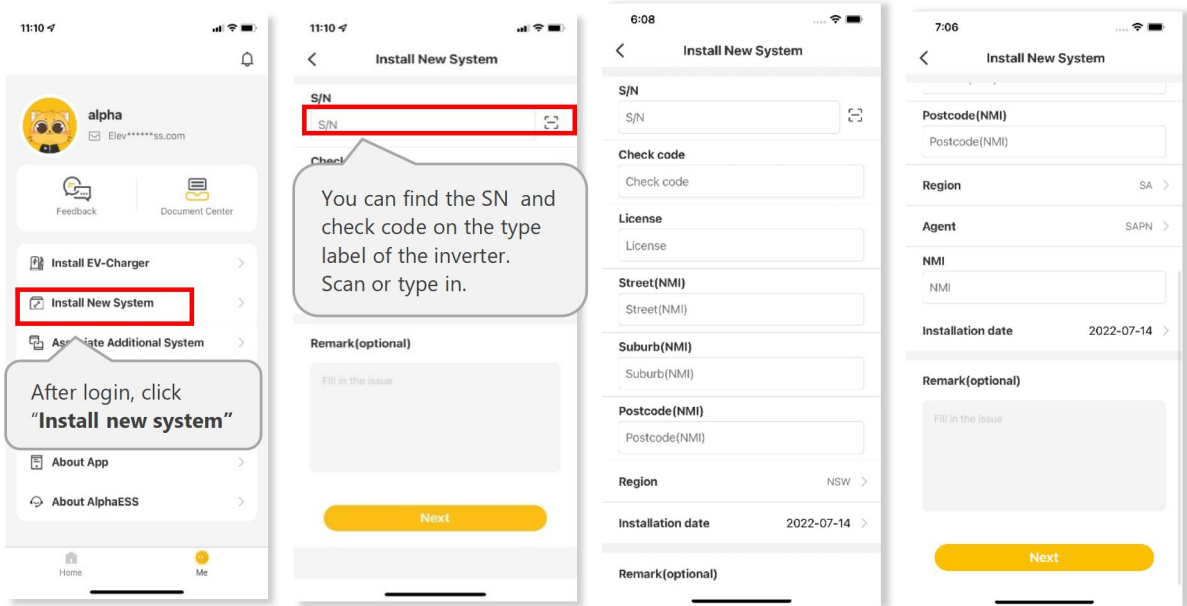 11:10
alpha
Elev******ss.com
Feedback
Document Center
Install EV-Charger
Install New System
Associate Additional System
After login, click
“Install new system”
About App
About AlphaESS
Home
Me
11:10
Install New System
S/N
S/N
Check
You can find the SN and
check code on the type
label of the inverter.
Scan or type in.
Remark(optional)
Fill in the issue
Next
6:08
Install New System
S/N
S/N
Check code
Check code
License
License
Street(NMI)
Street(NMI)
Suburb(NMI)
Suburb(NMI)
Postcode(NMI)
Postcode(NMI)
Region NSW
Installation date 2022-07-14
Remark(optional)
7:06
Install New System
Postcode(NMI)
Postcode(NMI)
Region SA
Agent SAPN
NMI
NMI
Installation date 2022-07-14
Remark(optional)
Fill in the issue
Next